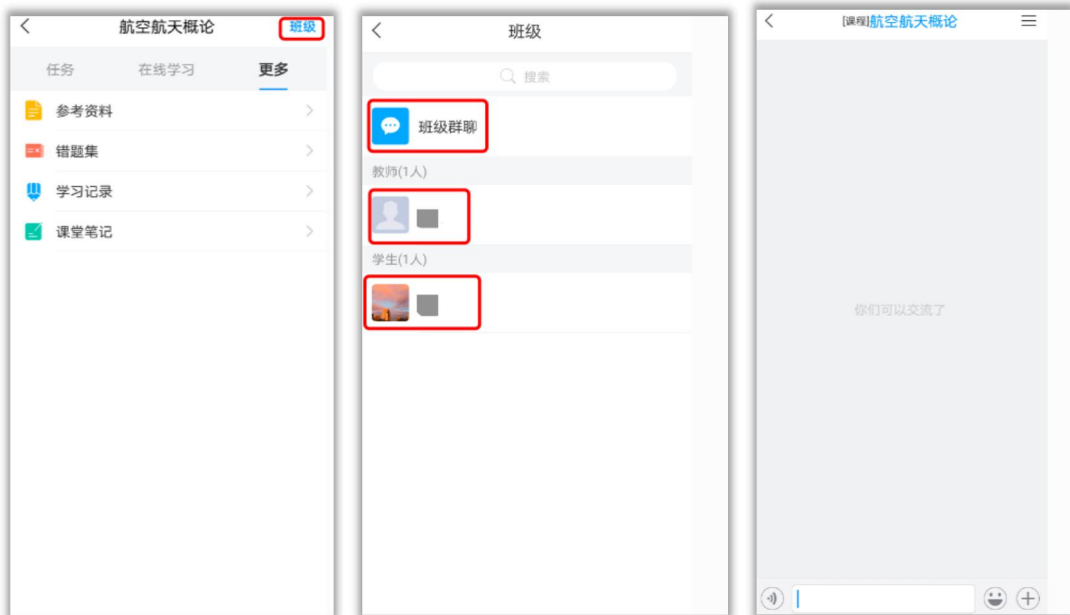 航空航天概论
班级
任务
在线学习
更多
参考资料
错题集
学习记录
课堂笔记
班级
搜索
班级群聊
教师(1人)
学生(1人)
[课程]航空航天概论
你们可以交流了